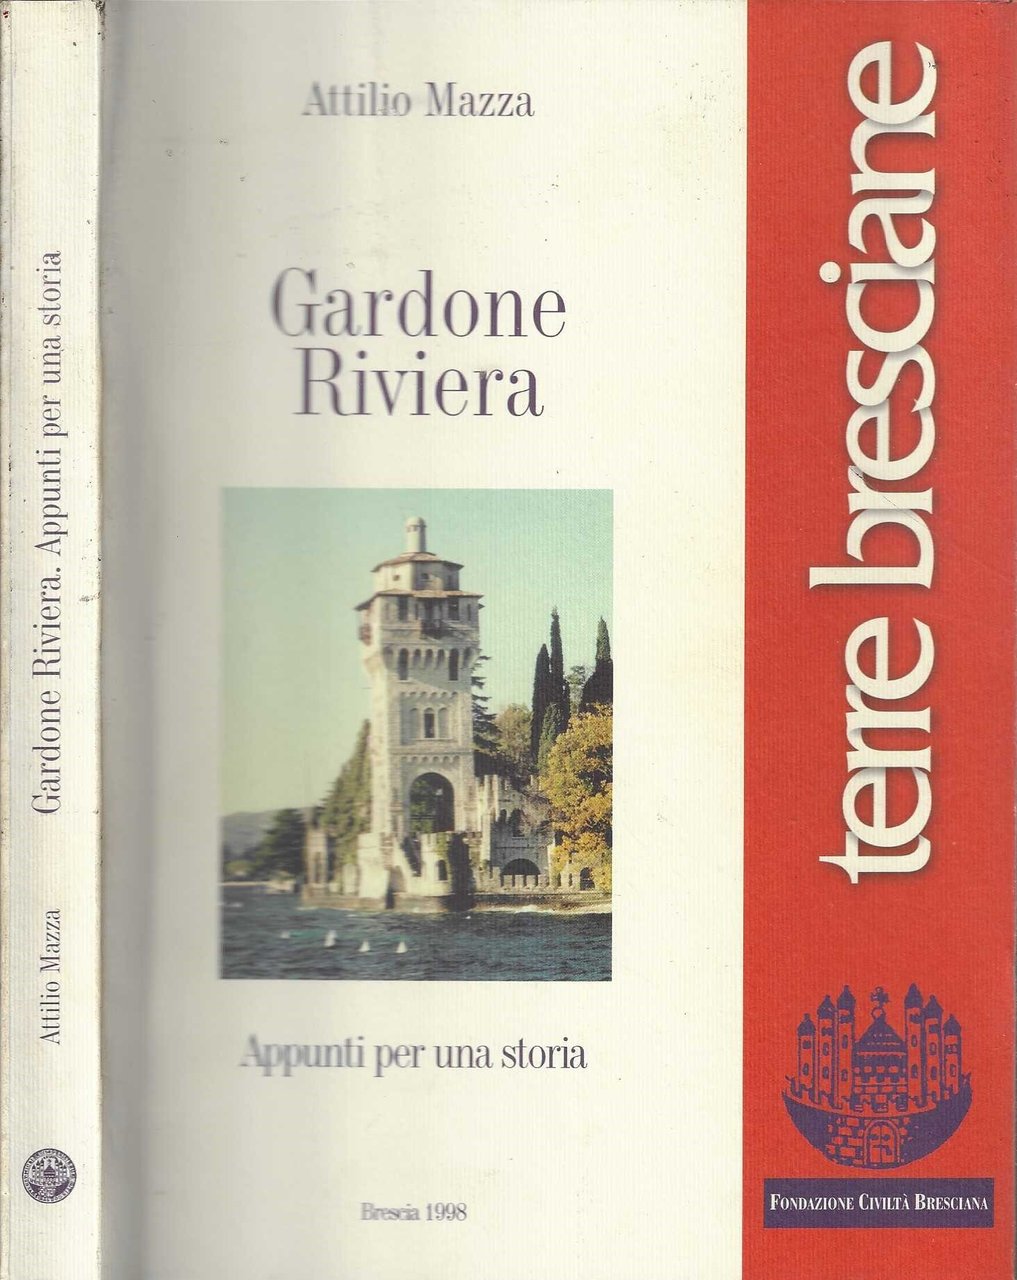 Attilio Mazza
Gardone Riviera. Appunti per una storia
Attilio Mazza
Gardone
Riviera
Appunti per una storia
Brescia 1998
terre bresciane
FONDAZIONE CIVILTÀ BRESCIANA